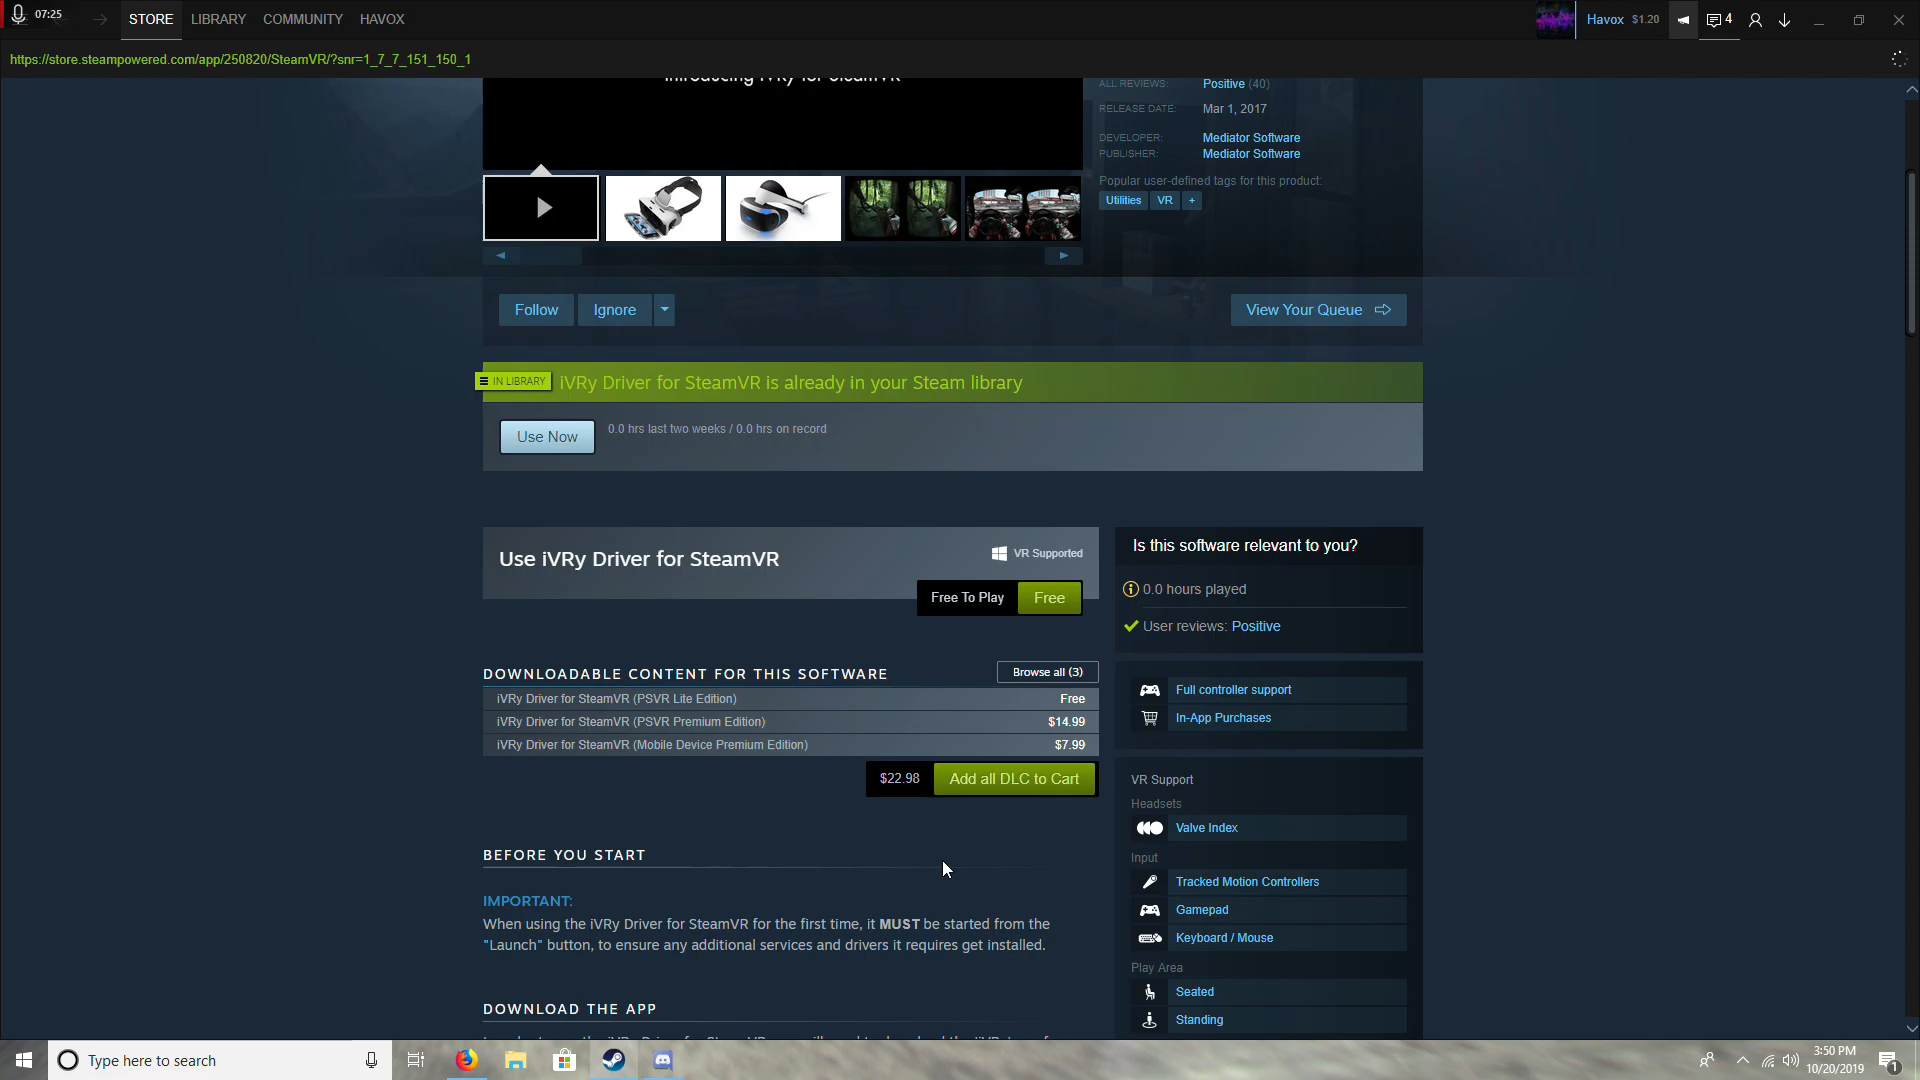 07:25
STORE LIBRARY COMMUNITY HAVOX
Havox $1.20
4
https://store.steampowered.com/app/250820/SteamVR/?snr=1_7_7_151_150_1
Introducing iVRy for SteamVR
ALL REVIEWS: Positive (40)
RELEASE DATE: Mar 1, 2017
DEVELOPER: Mediator Software
PUBLISHER: Mediator Software
Popular user-defined tags for this product:
Utilities VR +
Follow Ignore
View Your Queue
IN LIBRARY iVRy Driver for SteamVR is already in your Steam library
Use Now 0.0 hrs last two weeks / 0.0 hrs on record
Use iVRy Driver for SteamVR
VR Supported
Free To Play Free
DOWNLOADABLE CONTENT FOR THIS SOFTWARE Browse all (3)
iVRy Driver for SteamVR (PSVR Lite Edition) Free
iVRy Driver for SteamVR (PSVR Premium Edition) $14.99
iVRy Driver for SteamVR (Mobile Device Premium Edition) $7.99
$22.98 Add all DLC to Cart
BEFORE YOU START
IMPORTANT:
When using the iVRy Driver for SteamVR for the first time, it MUST be started from the
"Launch" button, to ensure any additional services and drivers it requires get installed.
DOWNLOAD THE APP
Is this software relevant to you?
0.0 hours played
User reviews: Positive
Full controller support
In-App Purchases
VR Support
Headsets
Valve Index
Input
Tracked Motion Controllers
Gamepad
Keyboard / Mouse
Play Area
Seated
Standing
Type here to search
3:50 PM
10/20/2019
1